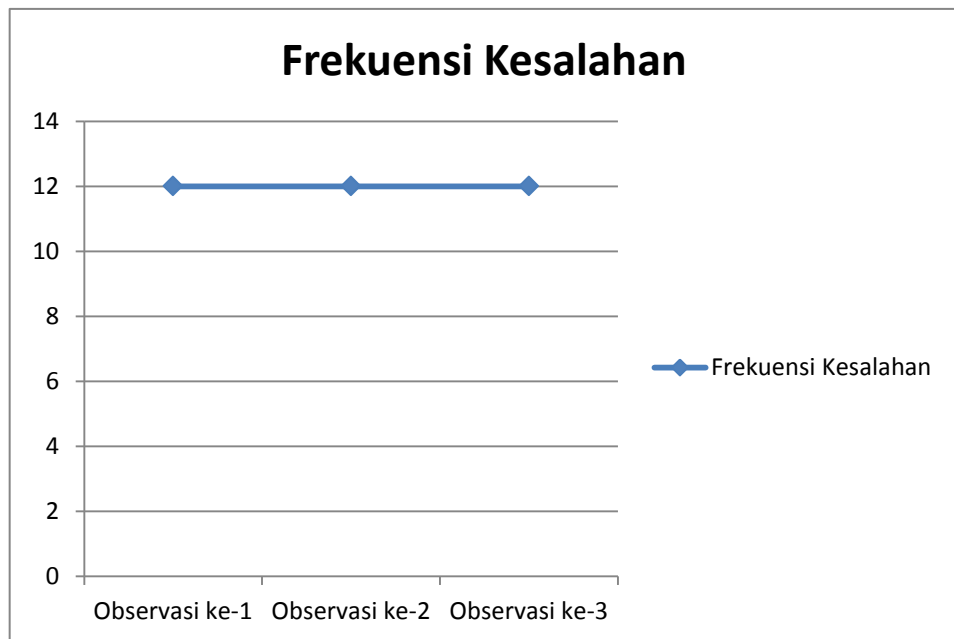 Frekuensi Kesalahan
14
12
10
8
6
4
2
0
Observasi ke-1 Observasi ke-2 Observasi ke-3
Frekuensi Kesalahan